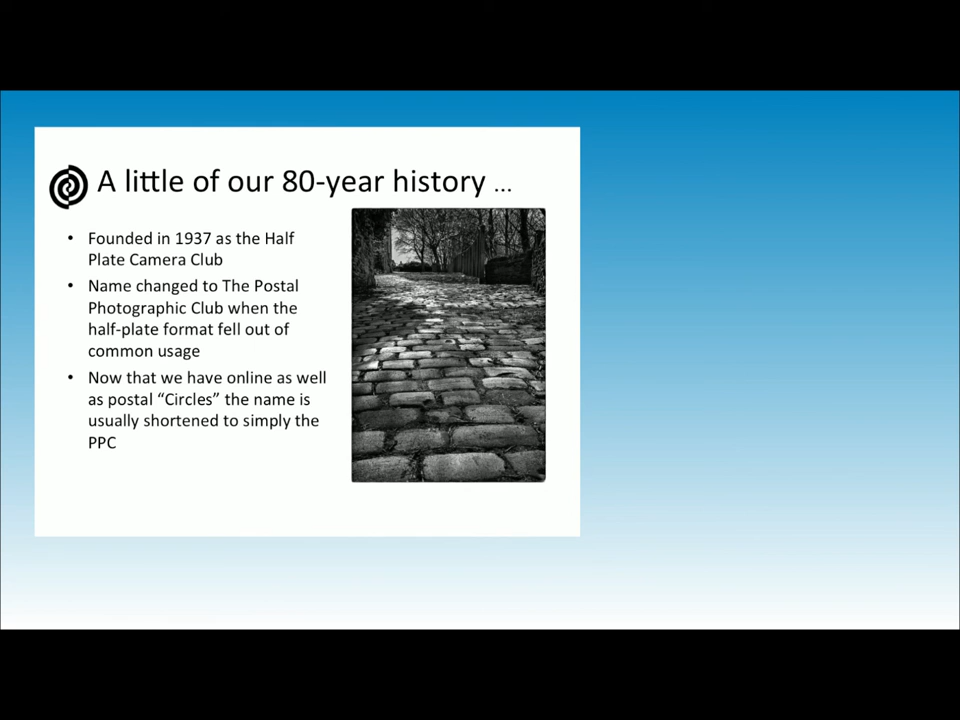 A little of our 80-year history ...
• Founded in 1937 as the Half
Plate Camera Club
• Name changed to The Postal
Photographic Club when the
half-plate format fell out of
common usage
• Now that we have online as well
as postal “Circles” the name is
usually shortened to simply the
PPC